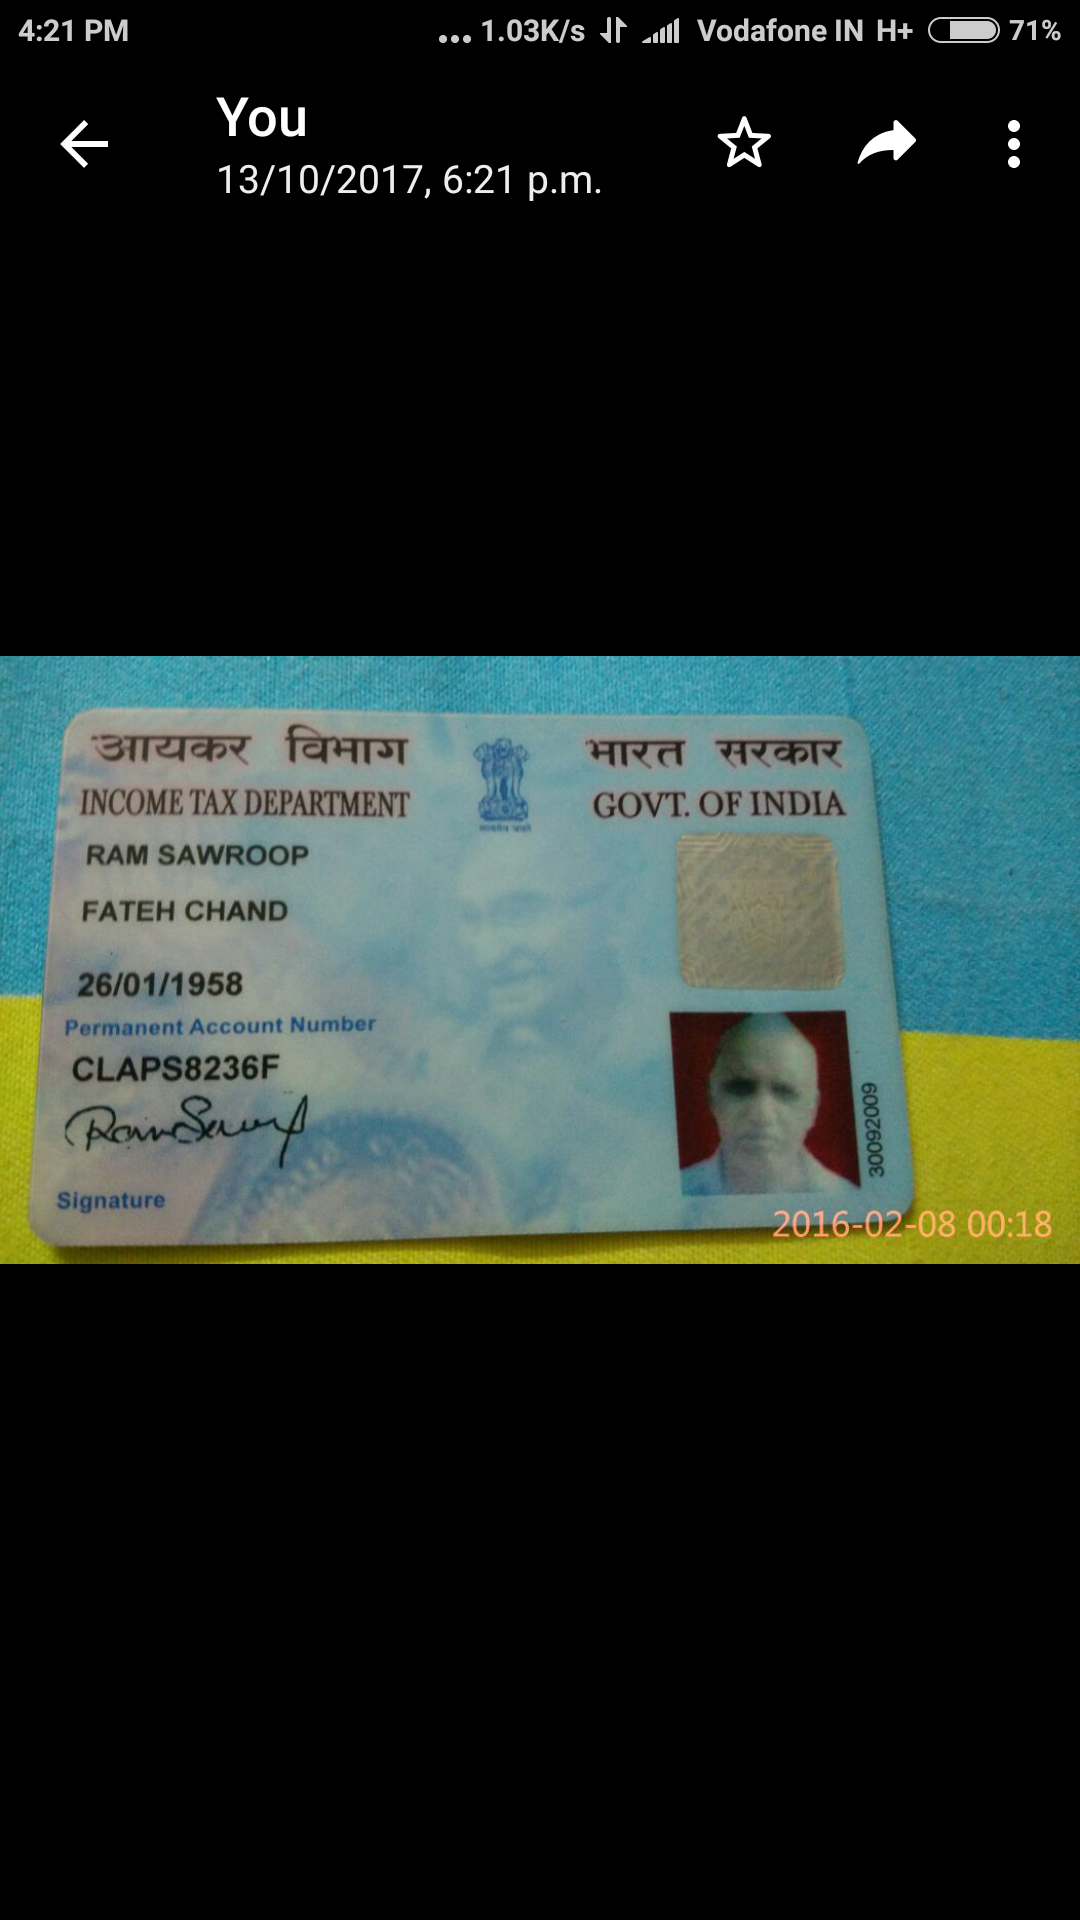 4:21 PM ... 1.03K/s Vodafone IN H+ 71%
You
13/10/2017, 6:21 p.m.
आयकर विभाग भारत सरकार
INCOME TAX DEPARTMENT GOVT. OF INDIA
RAM SAWROOP
FATEH CHAND
26/01/1958
Permanent Account Number
CLAPS8236F
30092009
Signature
2016-02-08 00:18